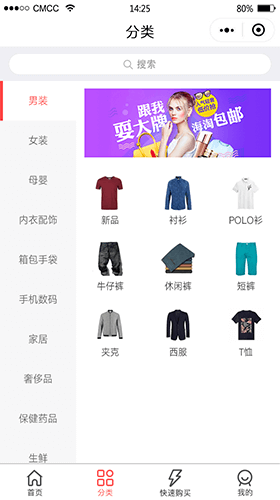 CMCC 14:25 80%
分类
搜索
男装
女装
母婴
内衣配饰
箱包手袋
手机数码
家居
奢侈品
保健药品
生鲜
跟我
耍大牌
人气轻奢
低价抢
海淘包邮
新品 衬衫 POLO衫
牛仔裤 休闲裤 短裤
夹克 西服 T恤
首页 分类 快速购买 我的